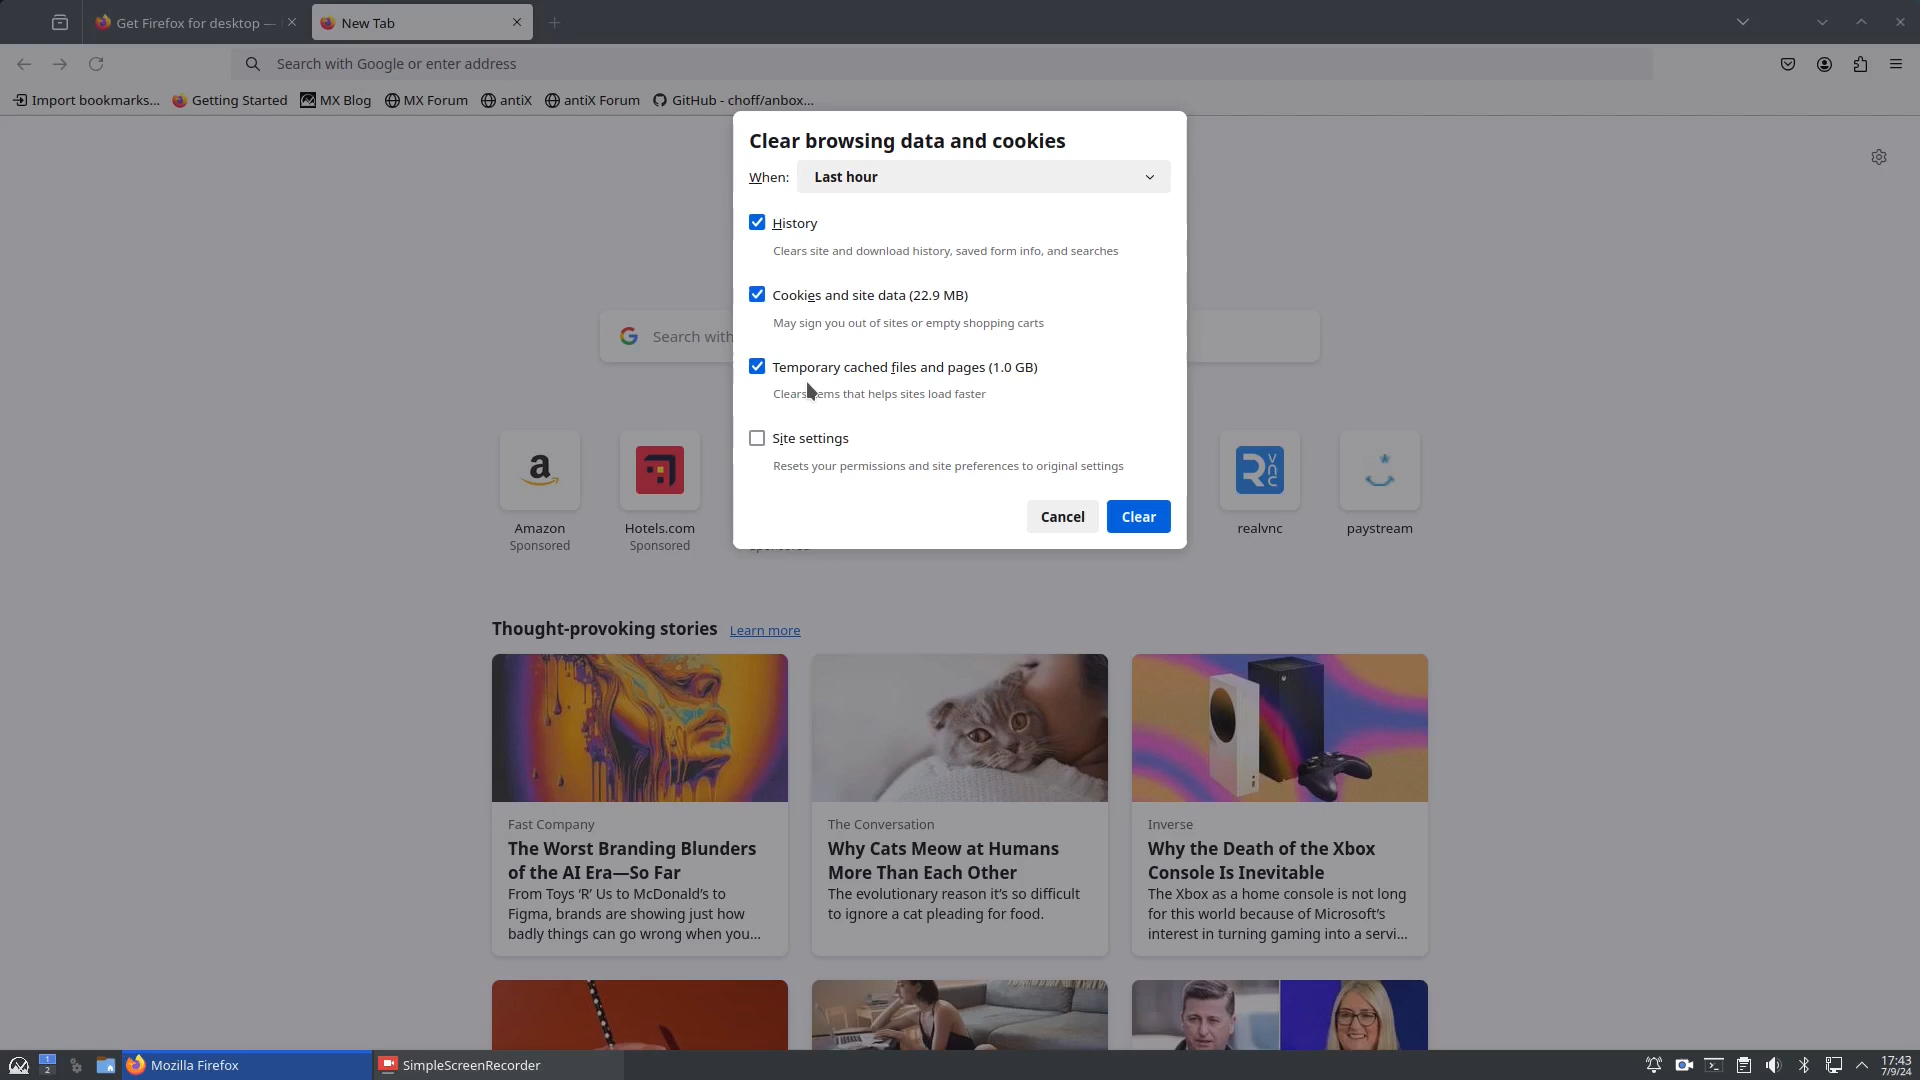 Get Firefox for desktop —
New Tab
Search with Google or enter address
Import bookmarks...
Getting Started
MX Blog
MX Forum
antiX
antiX Forum
GitHub - choff/anbox...
Clear browsing data and cookies
When:
Last hour
History
Clears site and download history, saved form info, and searches
Cookies and site data (22.9 MB)
May sign you out of sites or empty shopping carts
Temporary cached files and pages (1.0 GB)
Clears items that helps sites load faster
Site settings
Resets your permissions and site preferences to original settings
Cancel
Clear
Search with
Amazon
Sponsored
Hotels.com
Sponsored
Sponsored
realvnc
paystream
Thought-provoking stories
Learn more
Fast Company
The Worst Branding Blunders
of the AI Era—So Far
From Toys ‘R’ Us to McDonald’s to
Figma, brands are showing just how
badly things can go wrong when you...
The Conversation
Why Cats Meow at Humans
More Than Each Other
The evolutionary reason it’s so difficult
to ignore a cat pleading for food.
Inverse
Why the Death of the Xbox
Console Is Inevitable
The Xbox as a home console is not long
for this world because of Microsoft’s
interest in turning gaming into a servi...
1
2
Mozilla Firefox
SimpleScreenRecorder
17:43
7/9/24